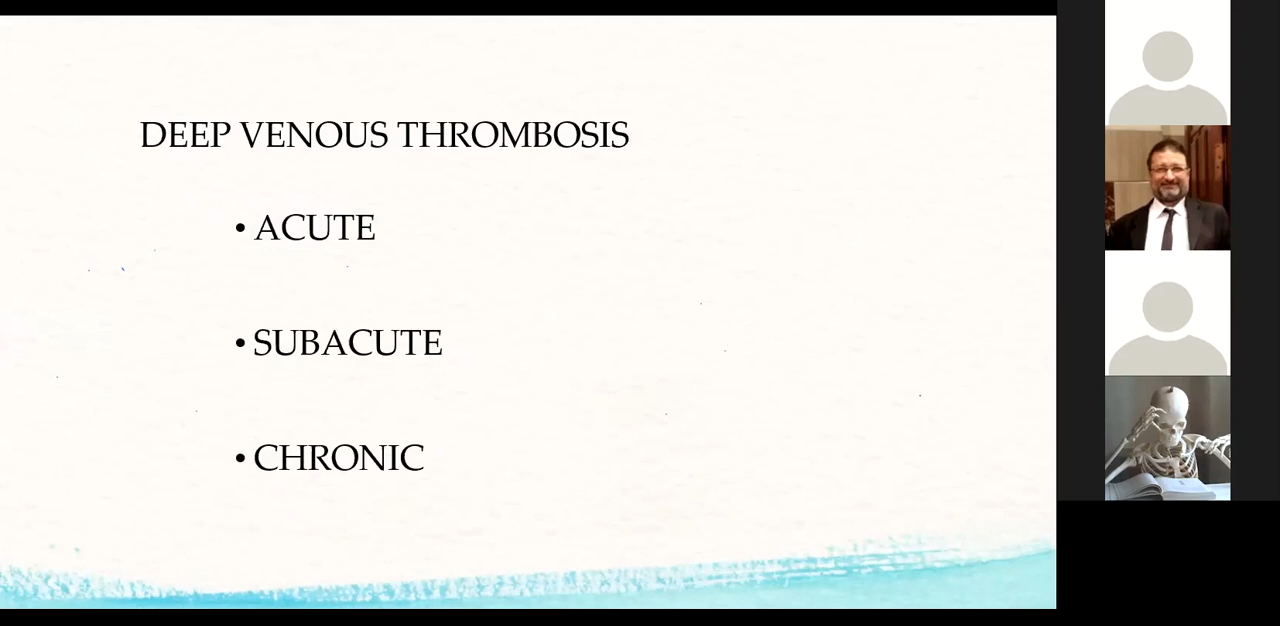 DEEP VENOUS THROMBOSIS
• ACUTE
• SUBACUTE
• CHRONIC